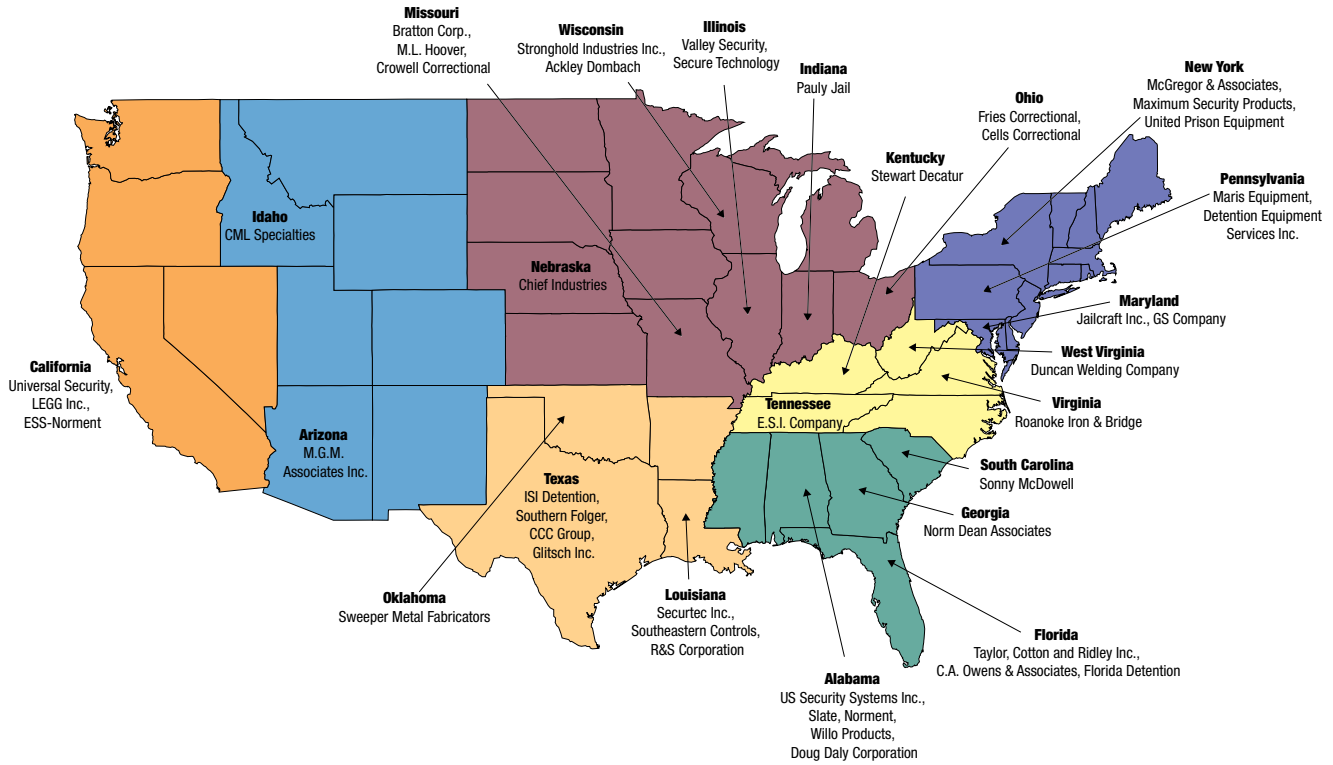 Missouri
Bratton Corp.,
M.L. Hoover,
Crowell Correctional
Wisconsin
Stronghold Industries Inc.,
Ackley Dombach
Illinois
Valley Security,
Secure Technology
Indiana
Pauly Jail
Ohio
Fries Correctional,
Cells Correctional
New York
McGregor & Associates,
Maximum Security Products,
United Prison Equipment
Kentucky
Stewart Decatur
Pennsylvania
Maris Equipment,
Detention Equipment
Services Inc.
Idaho
CML Specialties
Nebraska
Chief Industries
Maryland
Jailcraft Inc., GS Company
West Virginia
Duncan Welding Company
California
Universal Security,
LEGG Inc.,
ESS-Norment
Tennessee
E.S.I. Company
Virginia
Roanoke Iron & Bridge
Arizona
M.G.M.
Associates Inc.
Texas
ISI Detention,
Southern Folger,
CCC Group,
Glitsch Inc.
South Carolina
Sonny McDowell
Georgia
Norm Dean Associates
Oklahoma
Sweeper Metal Fabricators
Louisiana
Securtec Inc.,
Southeastern Controls,
R&S Corporation
Florida
Taylor, Cotton and Ridley Inc.,
C.A. Owens & Associates, Florida Detention
Alabama
US Security Systems Inc.,
Slate, Norment,
Willo Products,
Doug Daly Corporation